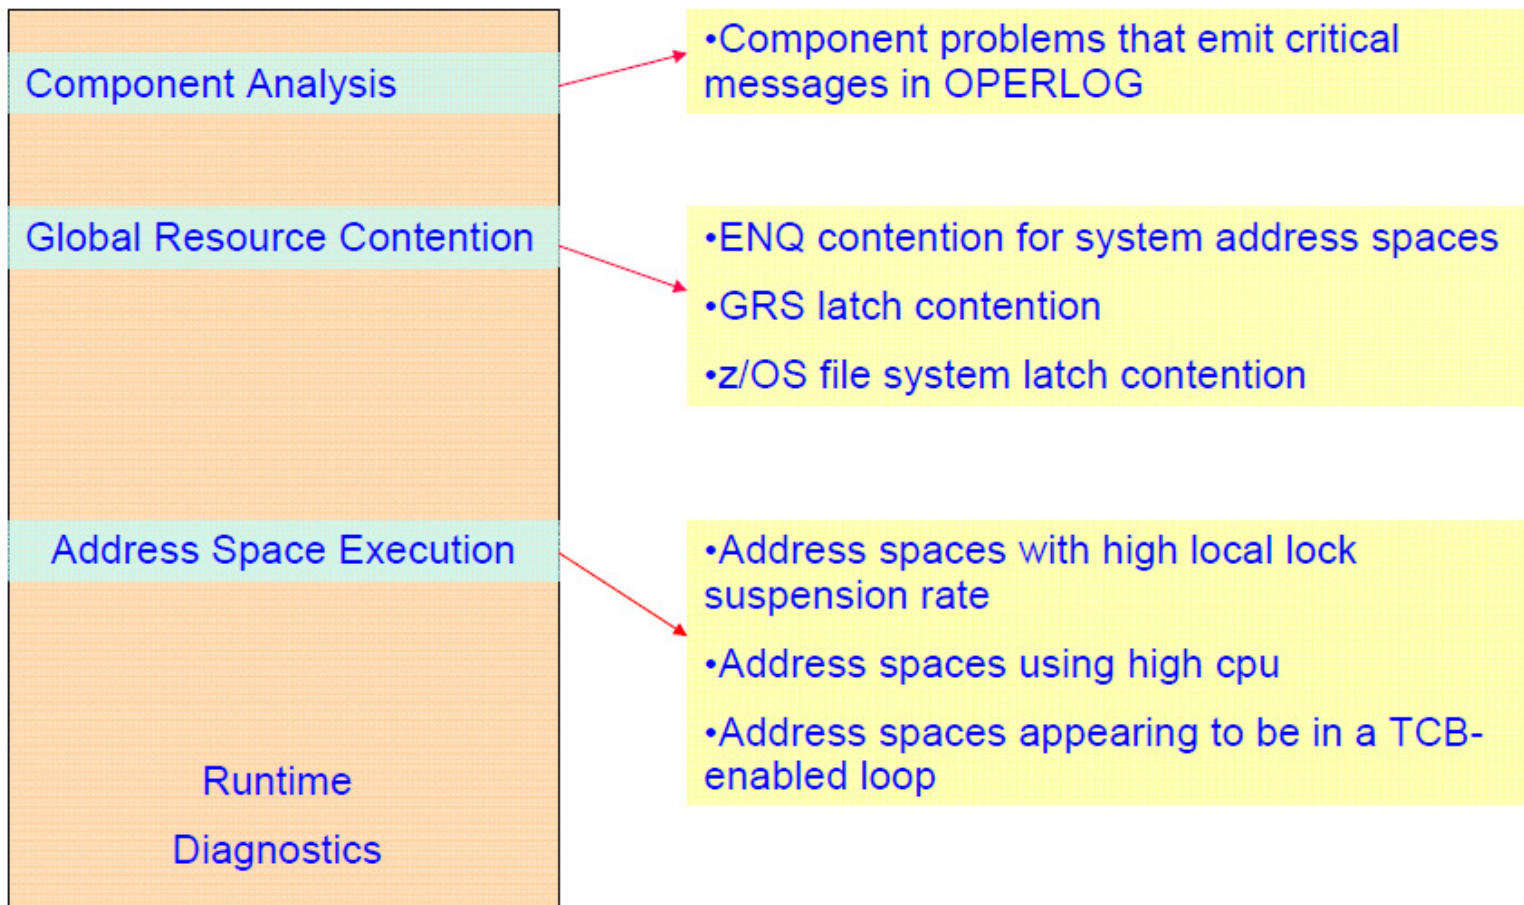 Component Analysis
•Component problems that emit critical
messages in OPERLOG
Global Resource Contention
•ENQ contention for system address spaces
•GRS latch contention
•z/OS file system latch contention
Address Space Execution
•Address spaces with high local lock
suspension rate
•Address spaces using high cpu
•Address spaces appearing to be in a TCB-
enabled loop
Runtime
Diagnostics